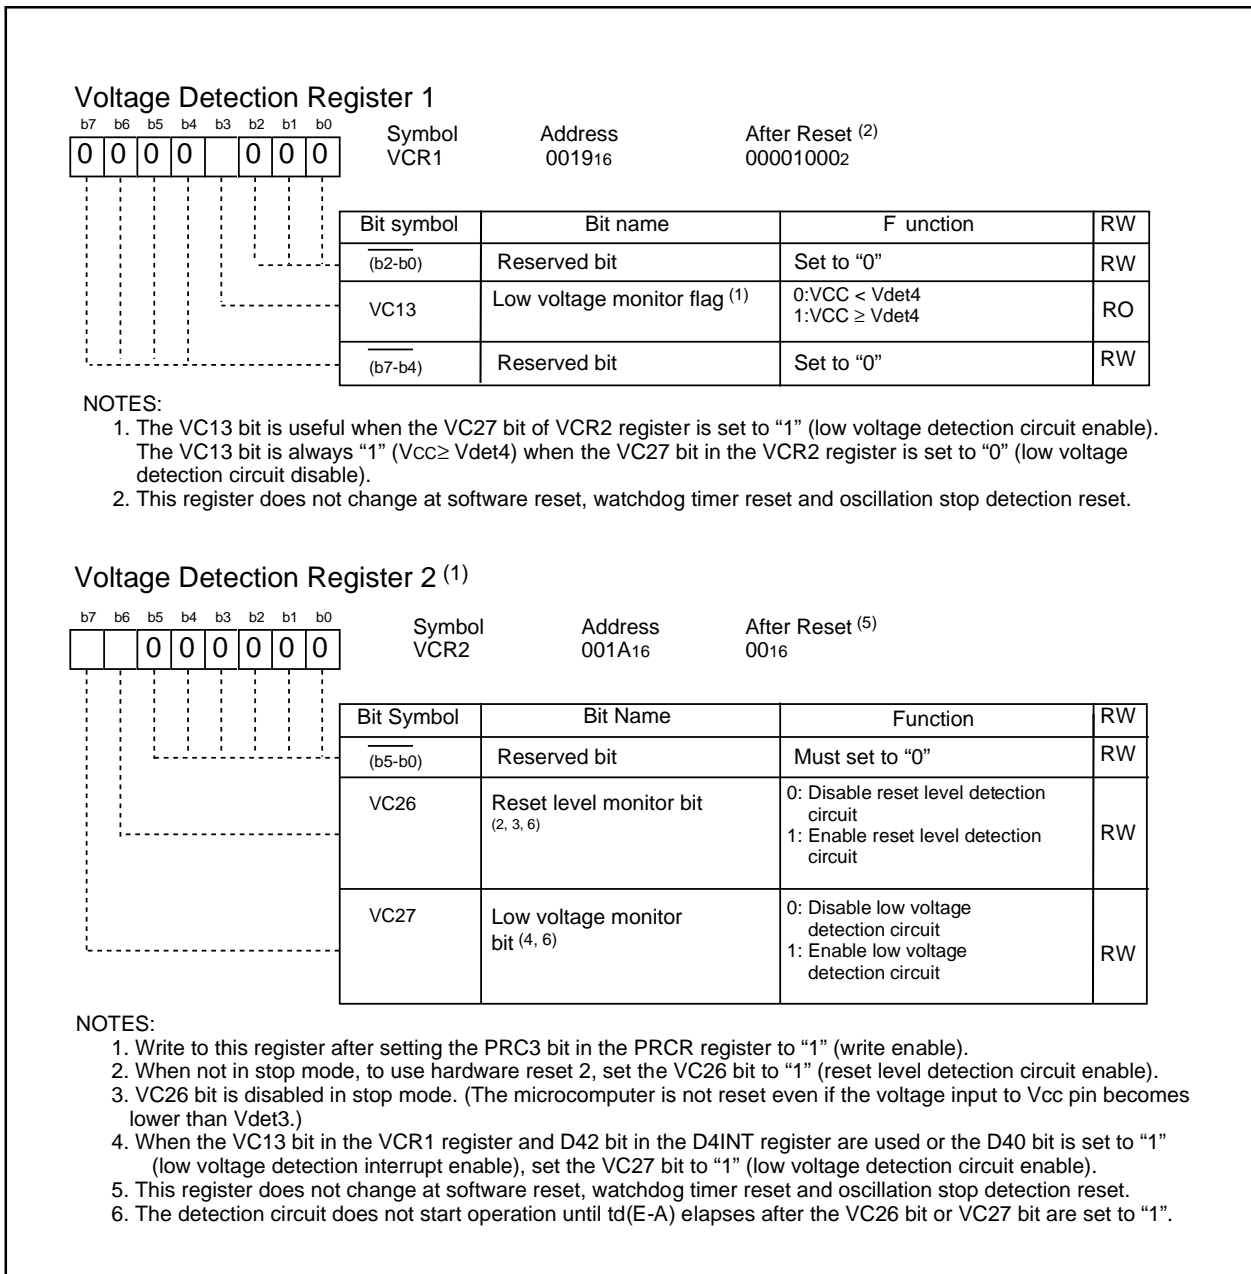 Voltage Detection Register 1
b7 b6 b5 b4 b3 b2 b1 b0
0 0 0 0 0 0 0
Symbol Address After Reset (2)
VCR1 001916 000010002
Bit symbol Bit name F unction RW
(b2-b0) Reserved bit Set to “0” RW
VC13 Low voltage monitor flag (1) 0:VCC < Vdet4
1:VCC ≥ Vdet4 RO
(b7-b4) Reserved bit Set to “0” RW
NOTES:
1. The VC13 bit is useful when the VC27 bit of VCR2 register is set to “1” (low voltage detection circuit enable).
The VC13 bit is always “1” (VCC≥ Vdet4) when the VC27 bit in the VCR2 register is set to “0” (low voltage
detection circuit disable).
2. This register does not change at software reset, watchdog timer reset and oscillation stop detection reset.
Voltage Detection Register 2 (1)
b7 b6 b5 b4 b3 b2 b1 b0
0 0 0 0 0 0
Symbol Address After Reset (5)
VCR2 001A16 0016
Bit Symbol Bit Name Function RW
(b5-b0) Reserved bit Must set to “0” RW
VC26 Reset level monitor bit
(2, 3, 6)
0: Disable reset level detection
circuit
1: Enable reset level detection
circuit
RW
VC27 Low voltage monitor
bit (4, 6)
0: Disable low voltage
detection circuit
1: Enable low voltage
detection circuit
RW
NOTES:
1. Write to this register after setting the PRC3 bit in the PRCR register to “1” (write enable).
2. When not in stop mode, to use hardware reset 2, set the VC26 bit to “1” (reset level detection circuit enable).
3. VC26 bit is disabled in stop mode. (The microcomputer is not reset even if the voltage input to Vcc pin becomes
lower than Vdet3.)
4. When the VC13 bit in the VCR1 register and D42 bit in the D4INT register are used or the D40 bit is set to “1”
(low voltage detection interrupt enable), set the VC27 bit to “1” (low voltage detection circuit enable).
5. This register does not change at software reset, watchdog timer reset and oscillation stop detection reset.
6. The detection circuit does not start operation until td(E-A) elapses after the VC26 bit or VC27 bit are set to “1”.